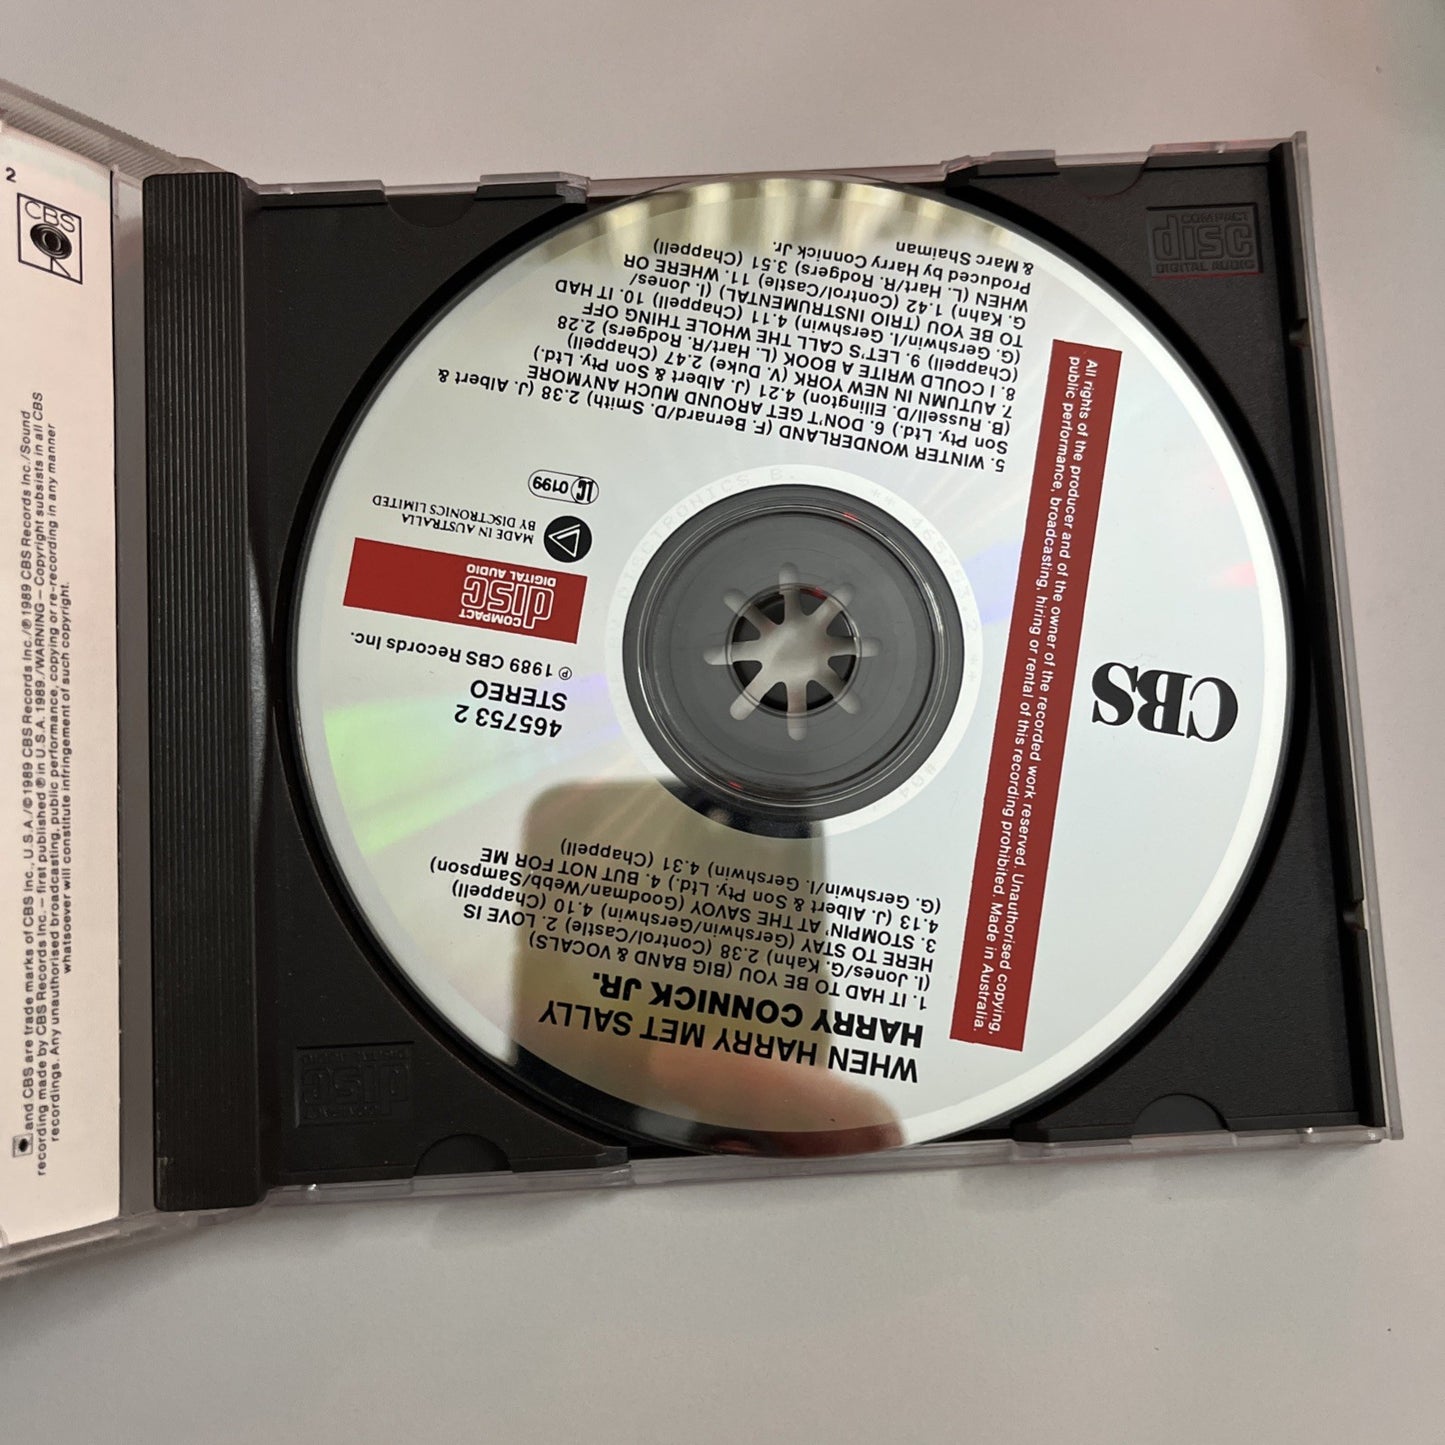 2
CBS
and CBS are trade marks of CBS Inc., U.S.A./© 1989 CBS Records Inc./℗ 1989 CBS Records Inc./Sound
recording made by CBS Records Inc. – first published ℗ in U.S.A. 1989./WARNING – Copyright subsists in all CBS
recordings. Any unauthorised broadcasting, public performance, copying or re-recording in any manner
whatsoever will constitute infringement of such copyright.
CBS
All rights of the producer and of the owner of the recorded work reserved. Unauthorised copying,
public performance, broadcasting, hiring or rental of this recording prohibited. Made in Australia.
WHEN HARRY MET SALLY
HARRY CONNICK JR.
1. IT HAD TO BE YOU (BIG BAND & VOCALS)
(I. Jones/G. Kahn) 2.38 (Control/Castle) 2. LOVE IS
HERE TO STAY (Gershwin/Gershwin) 4.10 (Chappell)
3. STOMPIN' AT THE SAVOY (Goodman/Webb/Sampson)
4.13 (J. Albert & Son Pty. Ltd.) 4. BUT NOT FOR ME
(G. Gershwin/I. Gershwin) 4.31 (Chappell)
465753 2
STEREO
℗ 1989 CBS Records Inc.
COMPACT
disc
DIGITAL AUDIO
MADE IN AUSTRALIA
BY DISCTRONICS LIMITED
JC 0199
5. WINTER WONDERLAND (F. Bernard/D. Smith) 2.38 (J. Albert &
Son Pty. Ltd.) 6. DON'T GET AROUND MUCH ANYMORE
(B. Russell/D. Ellington) 4.21 (J. Albert & Son Pty. Ltd.)
7. AUTUMN IN NEW YORK (V. Duke) 2.47 (Chappell)
8. I COULD WRITE A BOOK (L. Hart/R. Rodgers) 2.28
(Chappell) 9. LET'S CALL THE WHOLE THING OFF
(G. Gershwin/I. Gershwin) 4.11 (Chappell) 10. IT HAD
TO BE YOU (TRIO INSTRUMENTAL) (I. Jones/
G. Kahn) 1.42 (Control/Castle) 11. WHERE OR
WHEN (L. Hart/R. Rodgers) 3.51 (Chappell)
Produced by Harry Connick Jr.
& Marc Shaiman
COMPACT
disc
DIGITAL AUDIO
disc